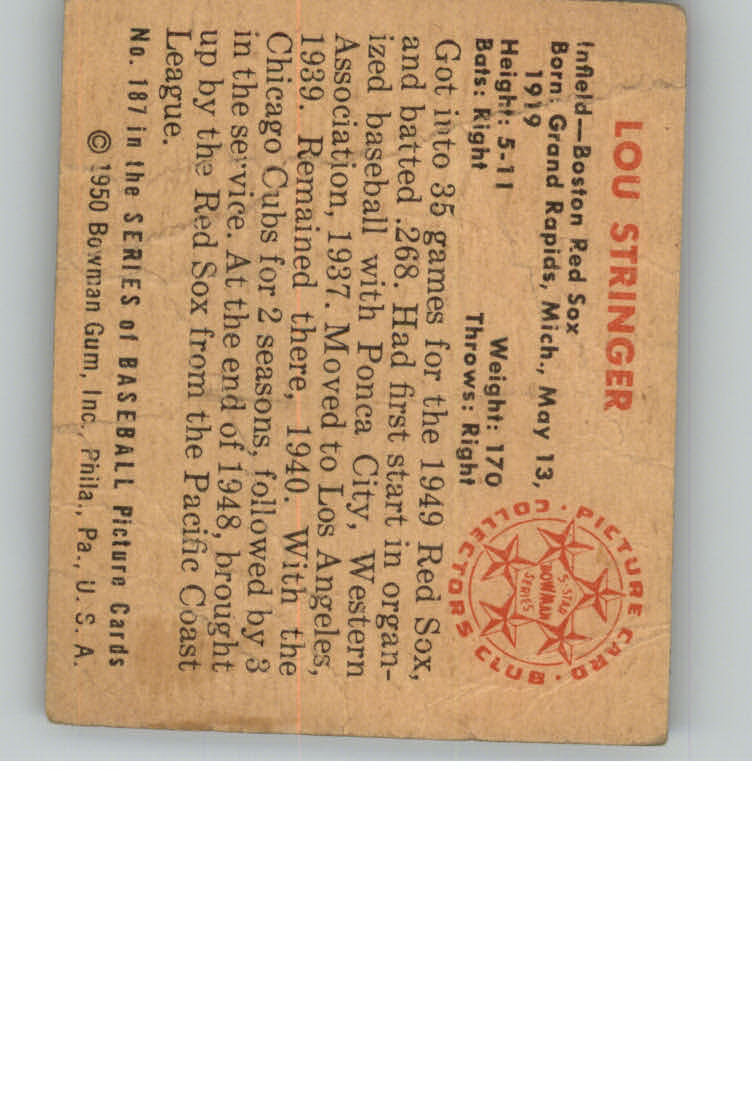 LOU STRINGER
Infield—Boston Red Sox
Born: Grand Rapids, Mich., May 13,
1919
Height: 5-11 Weight: 170
Bats: Right Throws: Right
PICTURE CARD COLLECTORS CLUB
5-STAR
BOWMAN
SERIES
Got into 35 games for the 1949 Red Sox,
and batted .268. Had first start in organ-
ized baseball with Ponca City, Western
Association, 1937. Moved to Los Angeles,
1939. Remained there, 1940. With the
Chicago Cubs for 2 seasons, followed by 3
in the service. At the end of 1948, brought
up by the Red Sox from the Pacific Coast
League.
No. 187 in the SERIES of BASEBALL Picture Cards
© 1950 Bowman Gum, Inc., Phila., Pa., U. S. A.